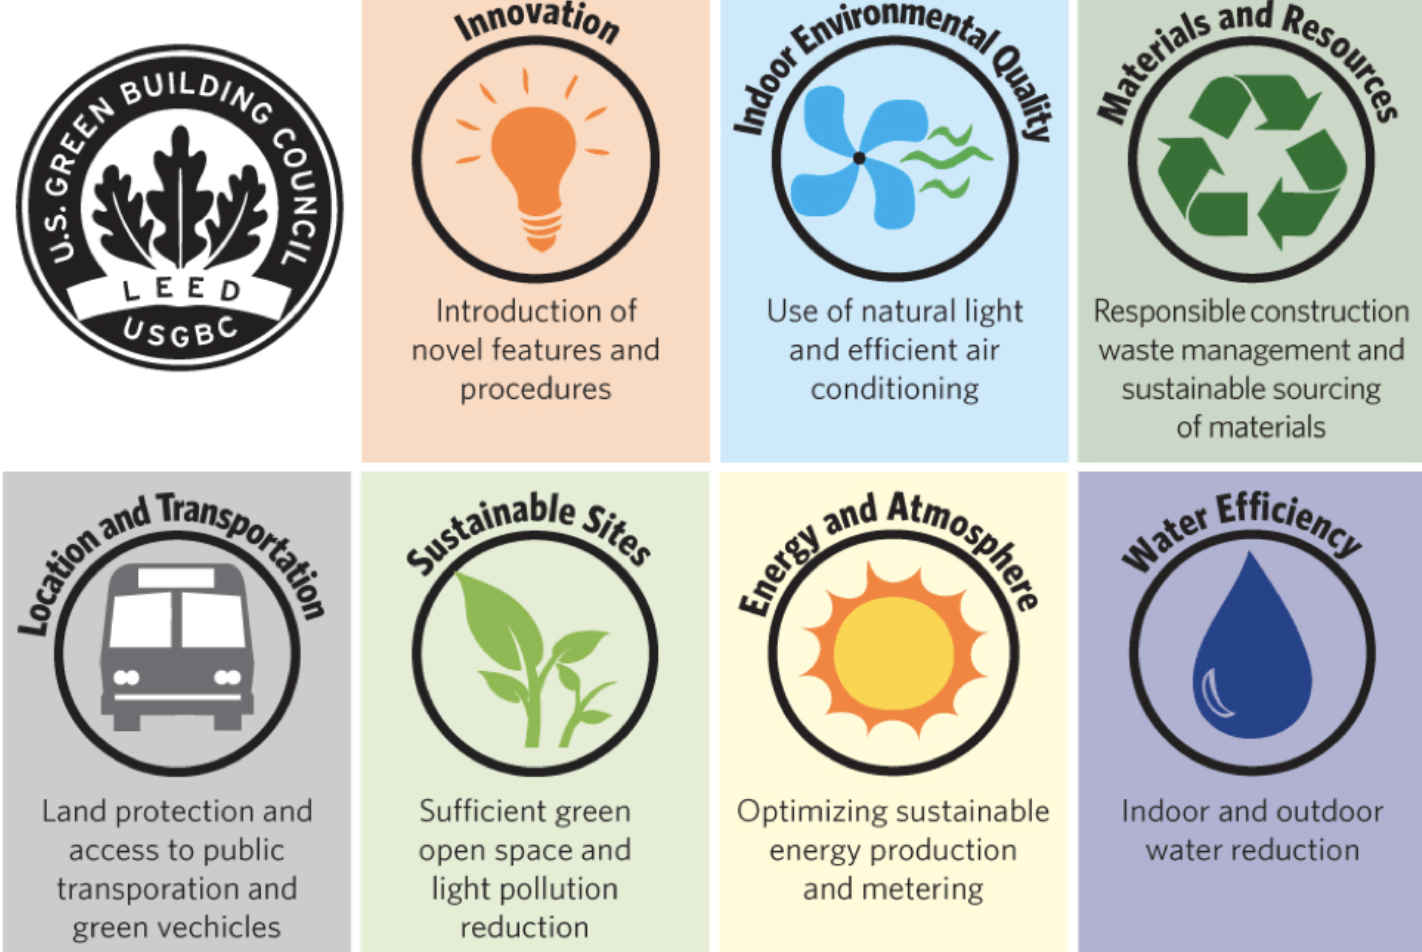 U.S. GREEN BUILDING COUNCIL
LEED
USGBC
Innovation
Introduction of
novel features and
procedures
Indoor Environmental Quality
Use of natural light
and efficient air
conditioning
Materials and Resources
Responsible construction
waste management and
sustainable sourcing
of materials
Location and Transportation
Land protection and
access to public
transporation and
green vechicles
Sustainable Sites
Sufficient green
open space and
light pollution
reduction
Energy and Atmosphere
Optimizing sustainable
energy production
and metering
Water Efficiency
Indoor and outdoor
water reduction